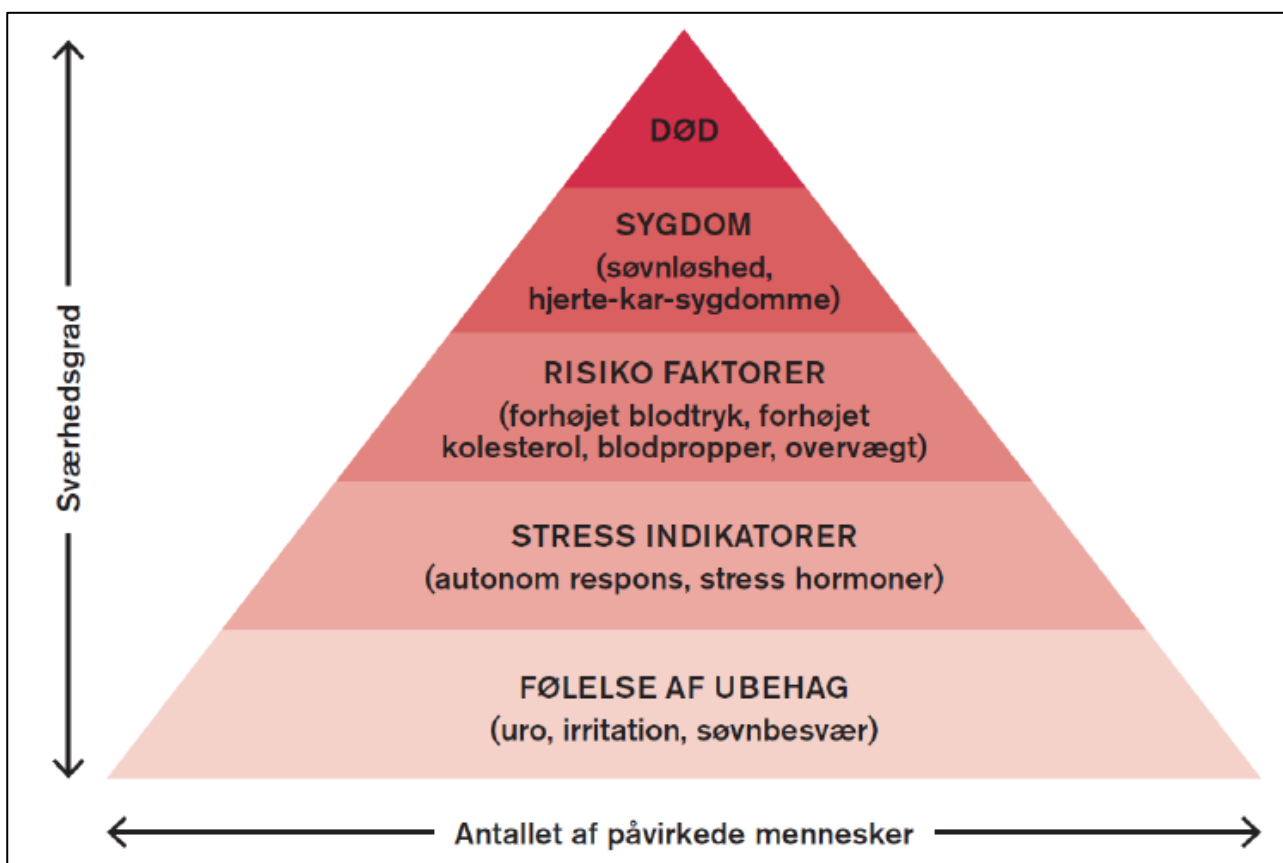 DØD
SYGDOM
(søvnløshed,
hjerte-kar-sygdomme)
RISIKO FAKTORER
(forhøjet blodtryk, forhøjet
kolesterol, blodpropper, overvægt)
STRESS INDIKATORER
(autonom respons, stress hormoner)
FØLELSE AF UBEHAG
(uro, irritation, søvnbesvær)
Sværhedsgrad
Antallet af påvirkede mennesker